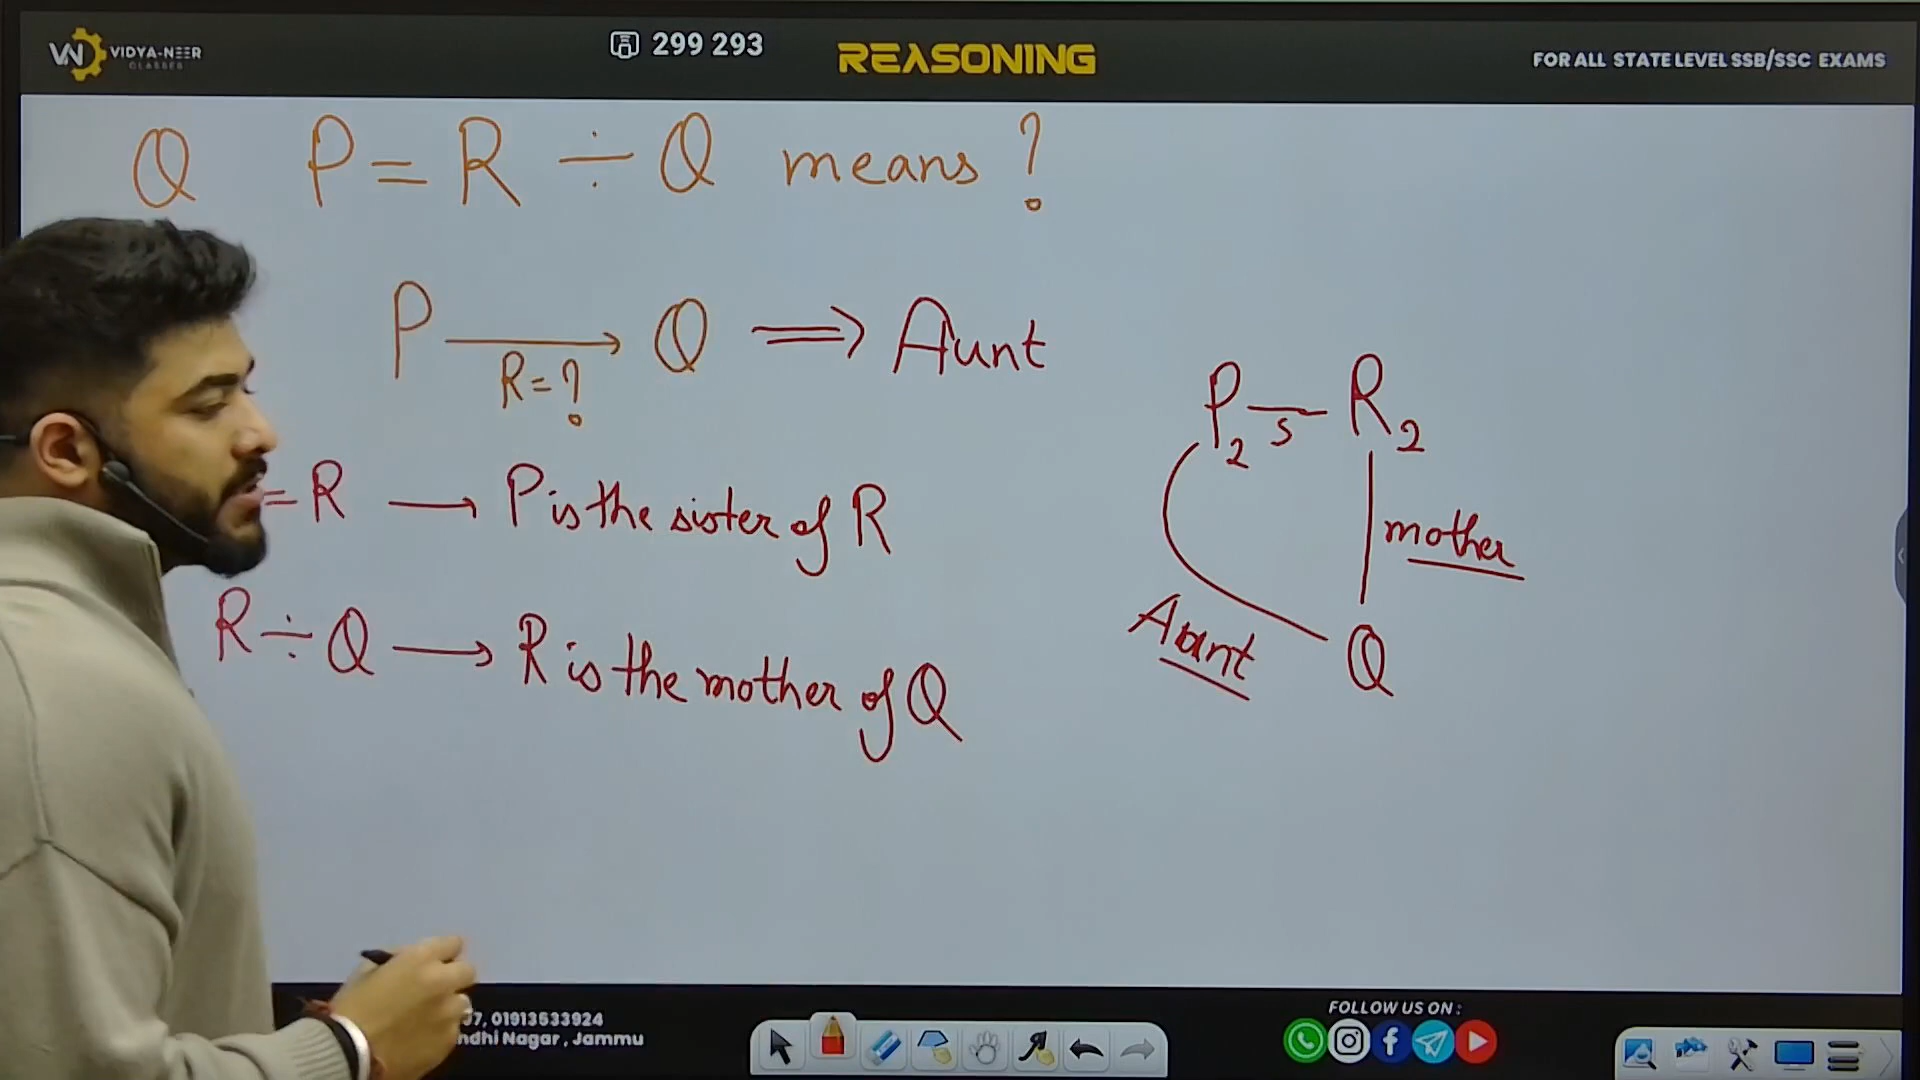 VIDYA-NEER
CLASSES
299 293
REASONING
FOR ALL STATE LEVEL SSB/SSC EXAMS
Q P = R ÷ Q means ?
P → Q ⇒ Aunt
R = ?
= R → P is the sister of R
R ÷ Q → R is the mother of Q
P2 — R2
s
mother
Aunt
Q
7, 01913533924
ndhi Nagar, Jammu
FOLLOW US ON :